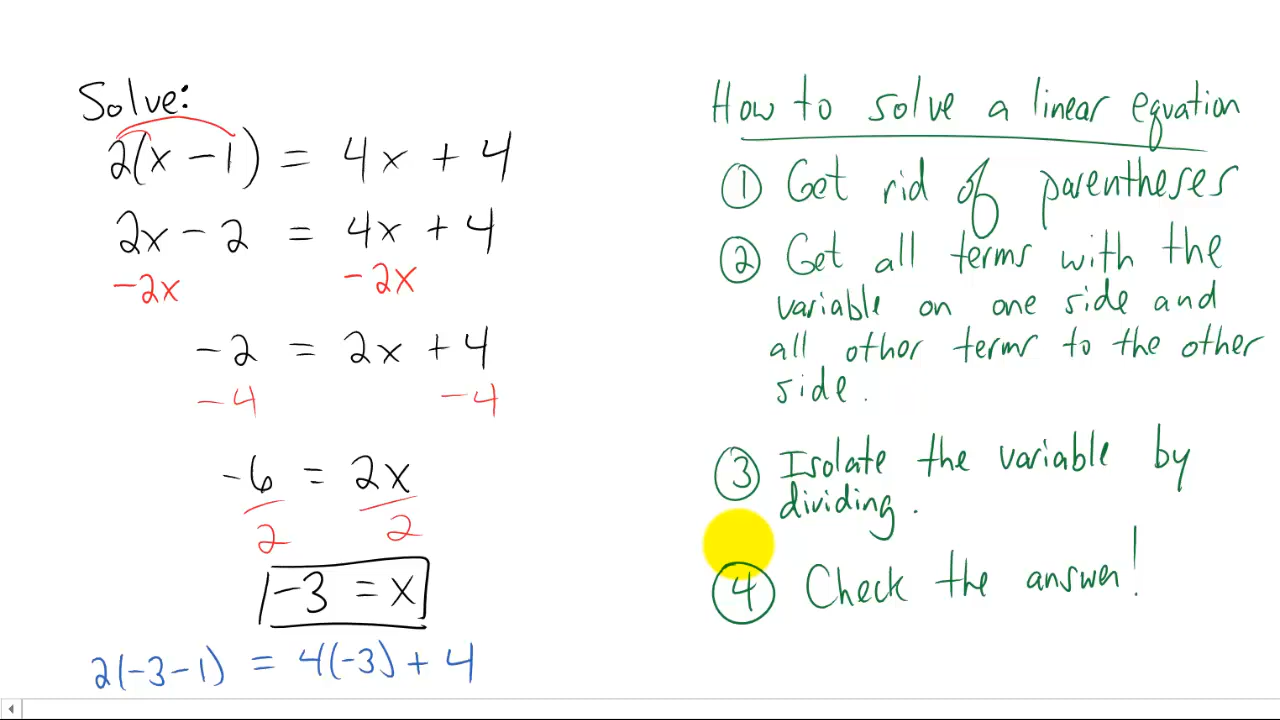 Solve:
2(x - 1) = 4x + 4
2x - 2 = 4x + 4
-2x -2x
-2 = 2x + 4
-4 -4
-6 = 2x
2 2
-3 = x
2(-3-1) = 4(-3) + 4
How to solve a linear equation
① Get rid of parentheses
② Get all terms with the
variable on one side and
all other terms to the other
side.
③ Isolate the variable by
dividing.
④ Check the answer!